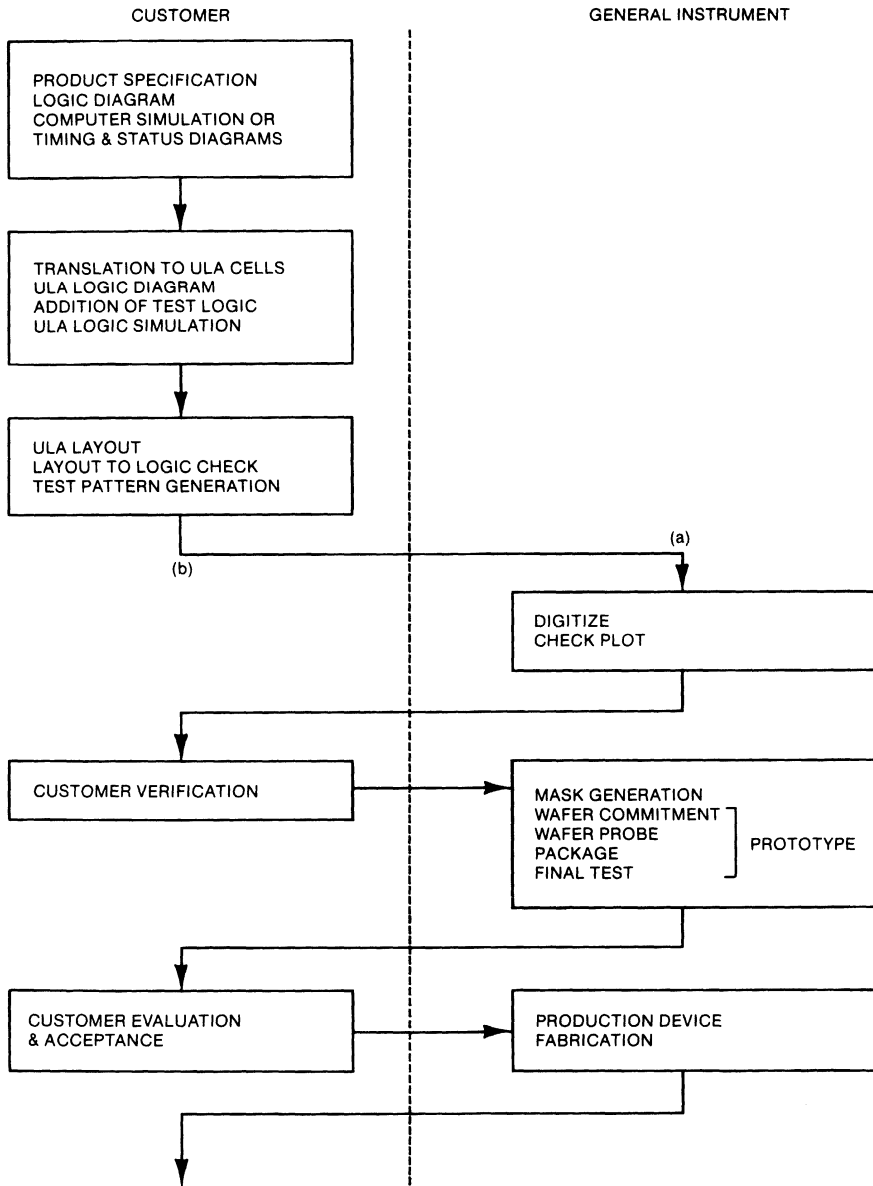 CUSTOMER
GENERAL INSTRUMENT
PRODUCT SPECIFICATION
LOGIC DIAGRAM
COMPUTER SIMULATION OR
TIMING & STATUS DIAGRAMS
TRANSLATION TO ULA CELLS
ULA LOGIC DIAGRAM
ADDITION OF TEST LOGIC
ULA LOGIC SIMULATION
ULA LAYOUT
LAYOUT TO LOGIC CHECK
TEST PATTERN GENERATION
(b)
(a)
DIGITIZE
CHECK PLOT
CUSTOMER VERIFICATION
MASK GENERATION
WAFER COMMITMENT
WAFER PROBE
PACKAGE
FINAL TEST
PROTOTYPE
CUSTOMER EVALUATION
& ACCEPTANCE
PRODUCTION DEVICE
FABRICATION